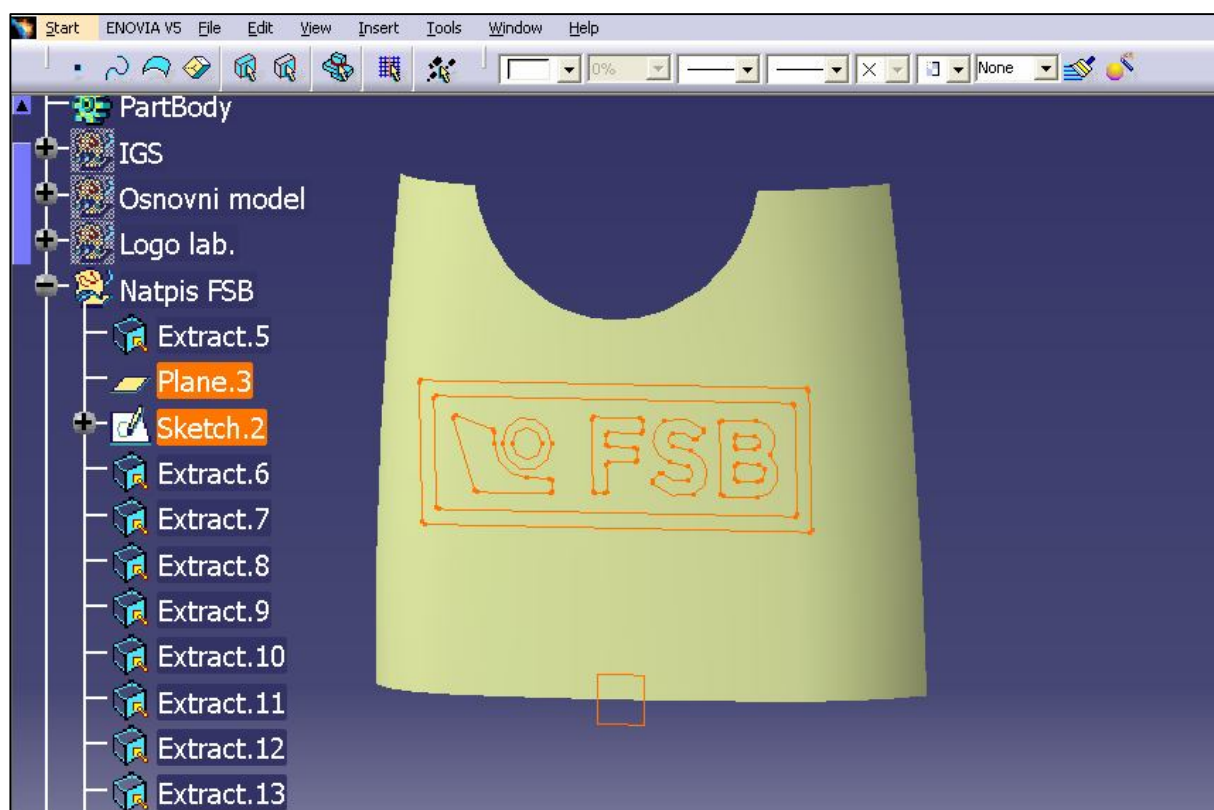 Start ENOVIA V5 File Edit View Insert Tools Window Help
0% None
PartBody
IGS
Osnovni model
Logo lab.
Natpis FSB
Extract.5
Plane.3
Sketch.2
Extract.6
Extract.7
Extract.8
Extract.9
Extract.10
Extract.11
Extract.12
Extract.13
FSB